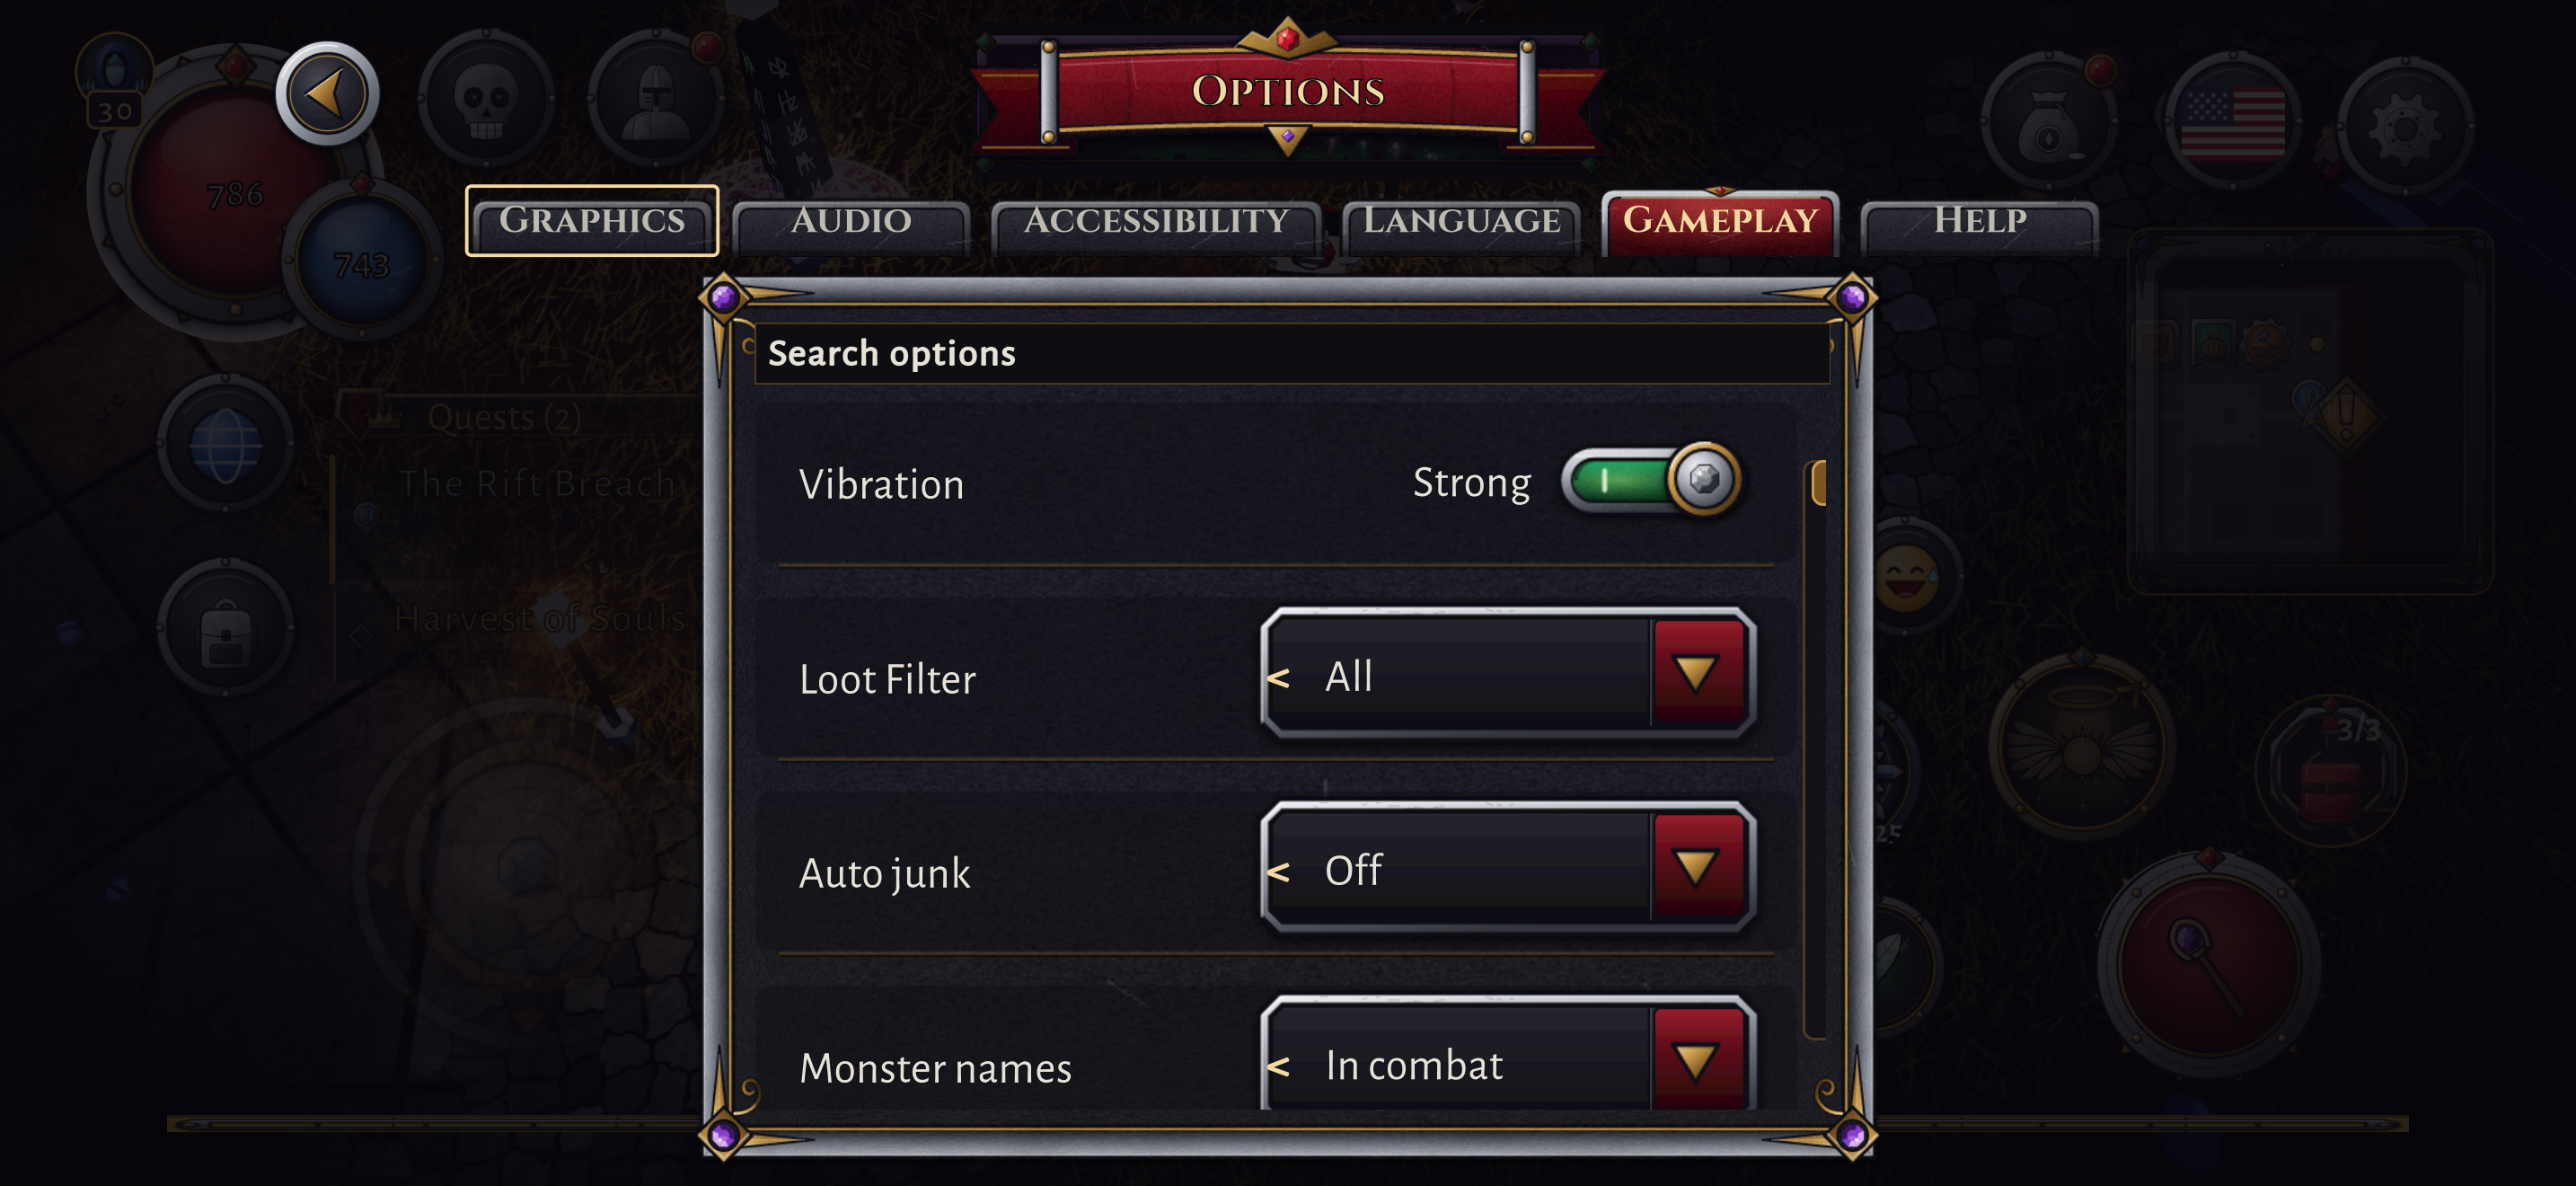 30
OPTIONS
786
743
GRAPHICS
AUDIO
ACCESSIBILITY
LANGUAGE
GAMEPLAY
HELP
Search options
Quests (2)
The Rift Breach
Harvest of Souls
Vibration
Strong
Loot Filter
< All
Auto junk
< Off
Monster names
< In combat
3/3
25